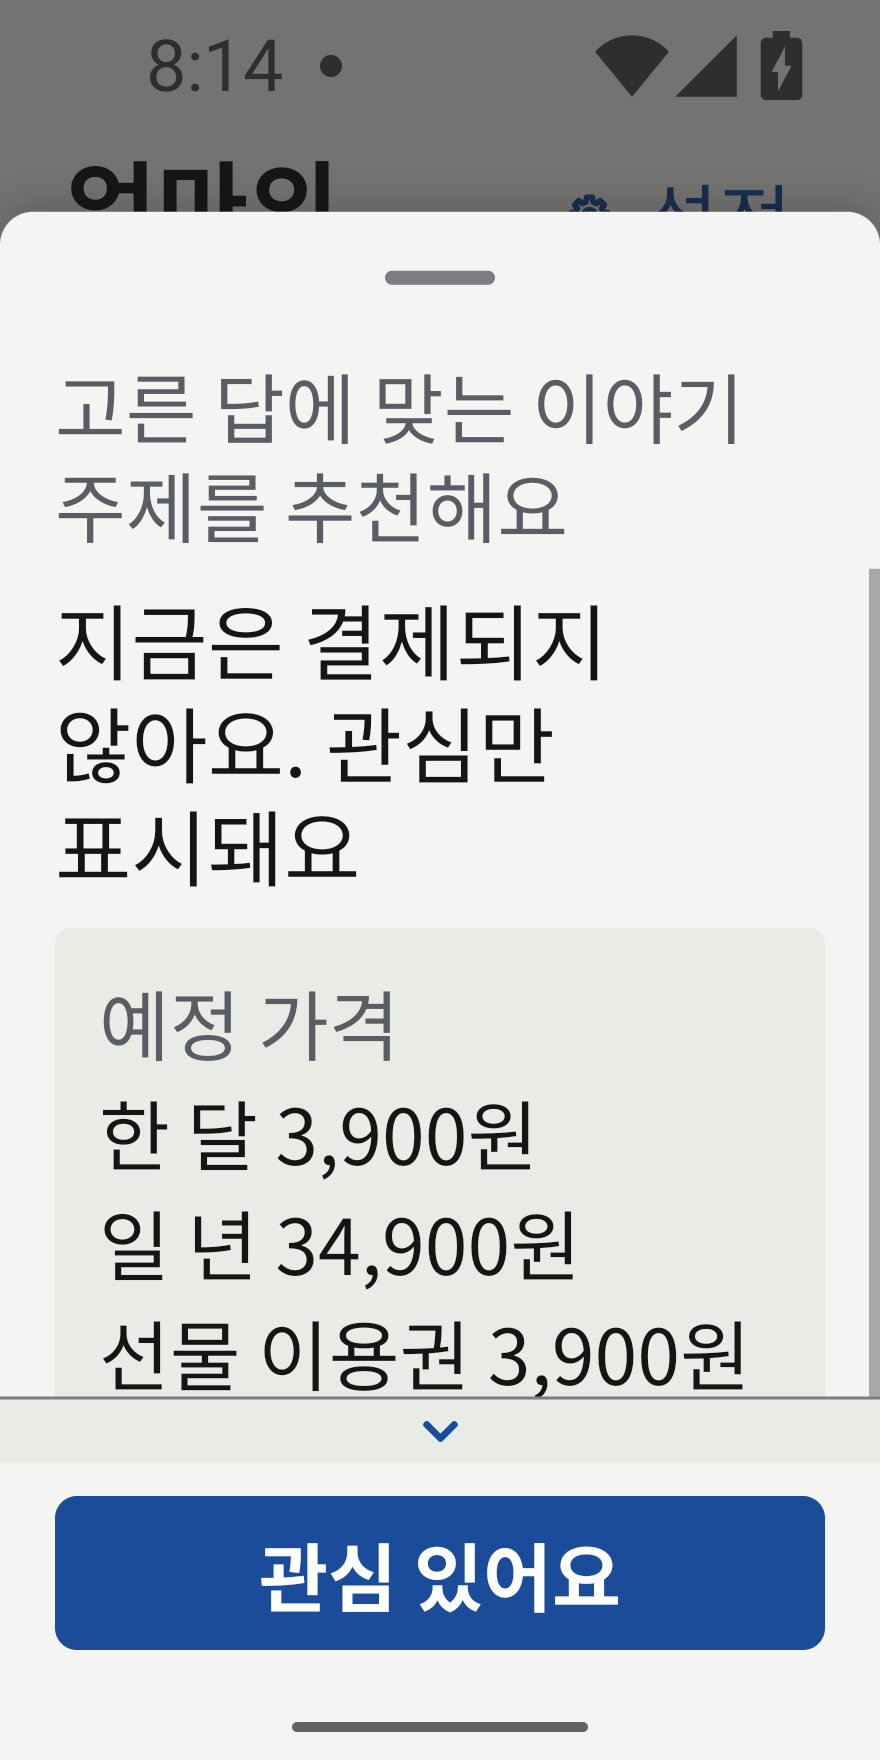 8:14
고른 답에 맞는 이야기
주제를 추천해요
지금은 결제되지
않아요. 관심만
표시돼요
예정 가격
한 달 3,900원
일 년 34,900원
선물 이용권 3,900원
관심 있어요